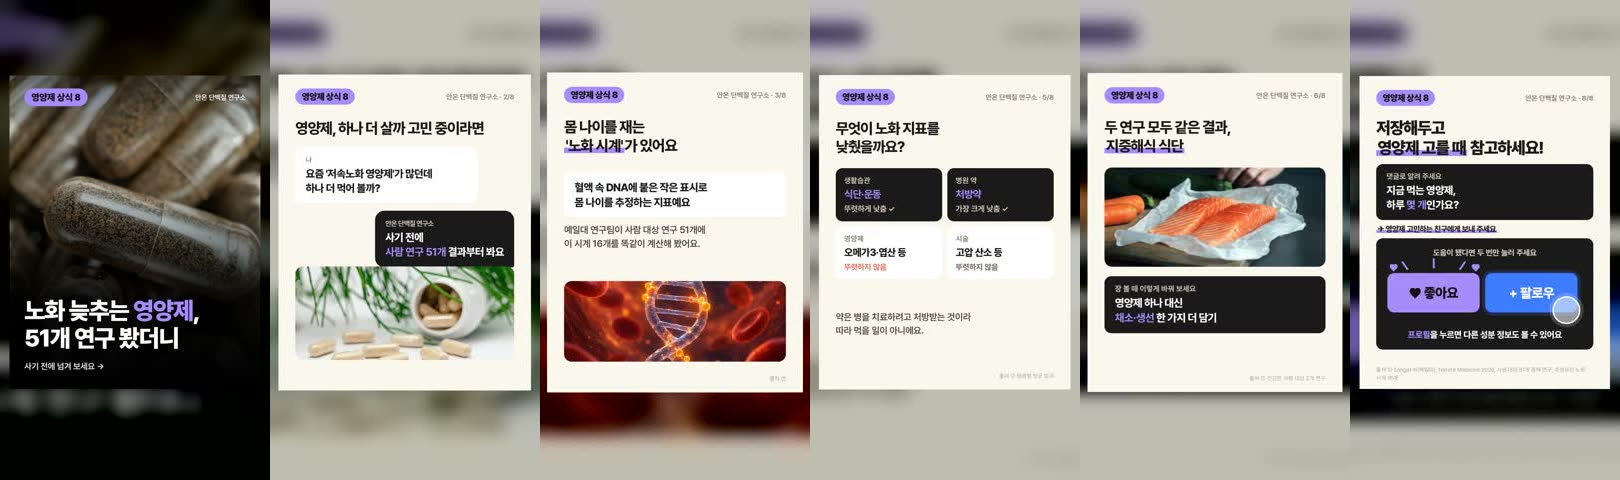 영양제 상식 8
안은 단백질 연구소
노화 늦추는 영양제,
51개 연구 봤더니
사기 전에 넘겨 보세요 →
영양제 상식 8
안은 단백질 연구소 · 2/8
영양제, 하나 더 살까 고민 중이라면
나
요즘 '저속노화 영양제'가 많던데
하나 더 먹어 볼까?
안은 단백질 연구소
사기 전에
사람 연구 51개 결과부터 봐요
영양제 상식 8
안은 단백질 연구소 · 3/8
몸 나이를 재는
'노화 시계'가 있어요
혈액 속 DNA에 붙은 작은 표시로
몸 나이를 추정하는 지표예요
예일대 연구팀이 사람 대상 연구 51개에
이 시계 16개를 똑같이 계산해 봤어요.
영양제 상식 8
안은 단백질 연구소 · 5/8
무엇이 노화 지표를
낮췄을까요?
생활습관
식단·운동
뚜렷하게 낮춤 ✓
병원 약
처방약
가장 크게 낮춤 ✓
영양제
오메가3·엽산 등
뚜렷하지 않음
시술
고압 산소 등
뚜렷하지 않음
약은 병을 치료하려고 처방받는 것이라
따라 먹을 일이 아니에요.
영양제 상식 8
안은 단백질 연구소 · 6/8
두 연구 모두 같은 결과,
지중해식 식단
장 볼 때 이렇게 바꿔 보세요
영양제 하나 대신
채소·생선 한 가지 더 담기
영양제 상식 8
안은 단백질 연구소 · 8/8
저장해두고
영양제 고를 때 참고하세요!
댓글로 알려 주세요
지금 먹는 영양제,
하루 몇 개인가요?
✈ 영양제 고민하는 친구에게 보내 주세요
도움이 됐다면 두 번만 눌러 주세요
♥ 좋아요
+ 팔로우
프로필을 누르면 다른 성분 정보도 볼 수 있어요